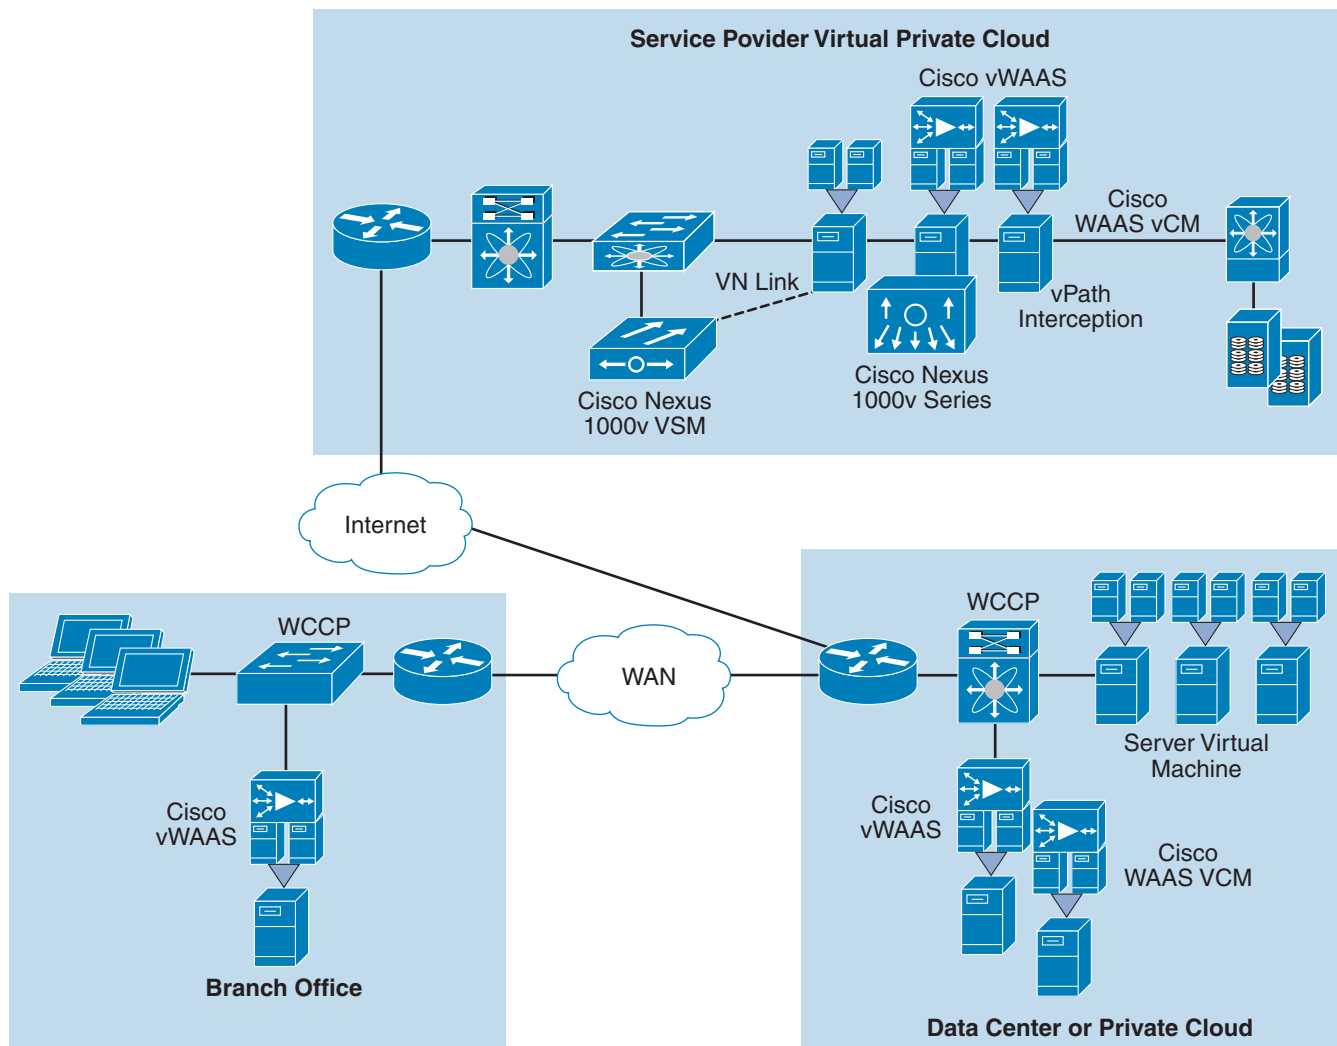 Service Povider Virtual Private Cloud
Cisco vWAAS
Cisco
WAAS vCM
VN Link
vPath
Interception
Cisco Nexus
1000v VSM
Cisco Nexus
1000v Series
Internet
WCCP
WAN
WCCP
Server Virtual
Machine
Cisco
vWAAS
Cisco
vWAAS
Cisco
WAAS VCM
Branch Office
Data Center or Private Cloud